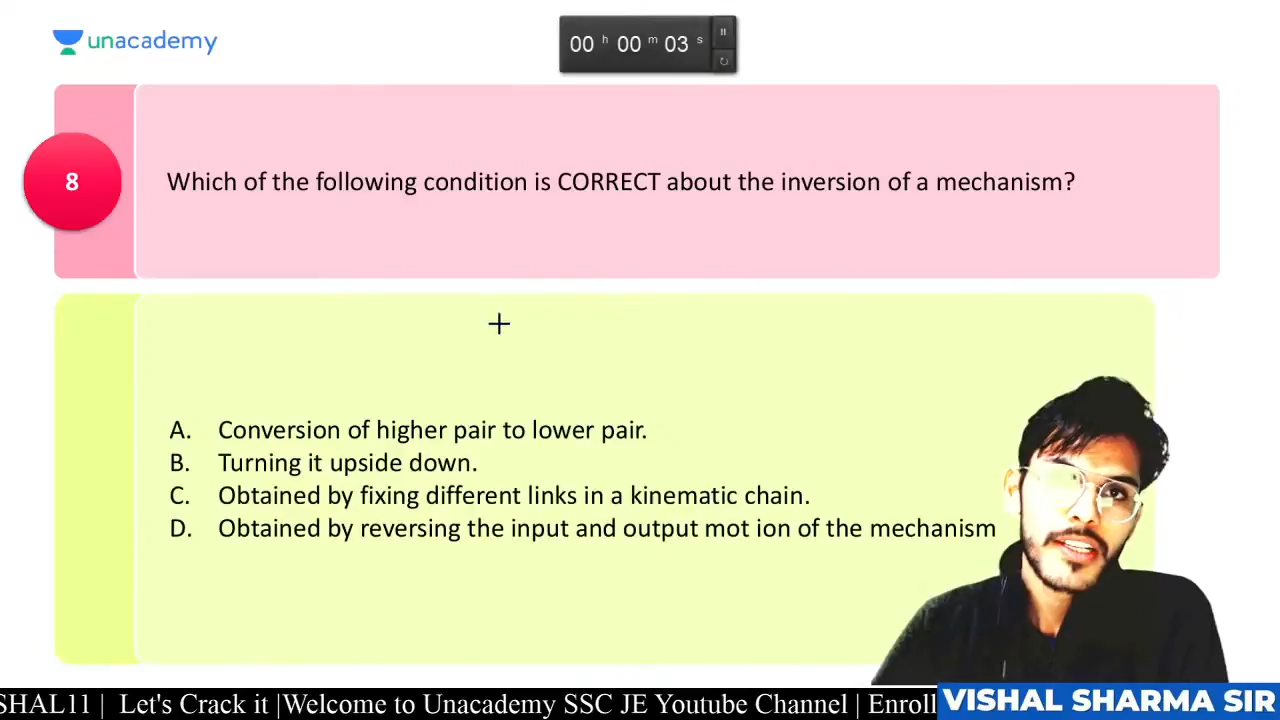 unacademy
00 h 00 m 03 s
8
Which of the following condition is CORRECT about the inversion of a mechanism?
A. Conversion of higher pair to lower pair.
B. Turning it upside down.
C. Obtained by fixing different links in a kinematic chain.
D. Obtained by reversing the input and output mot ion of the mechanism
SHAL11 | Let's Crack it |Welcome to Unacademy SSC JE Youtube Channel | Enroll
VISHAL SHARMA SIR